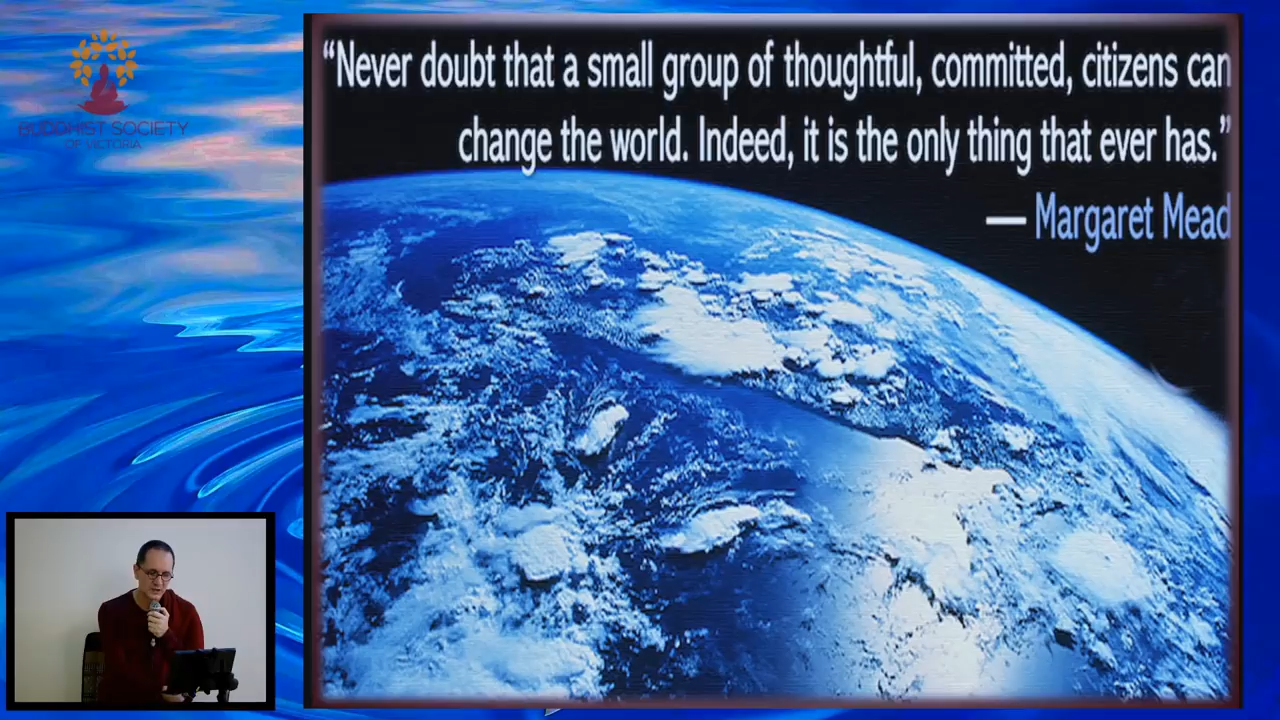 BUDDHIST SOCIETY
OF VICTORIA
“Never doubt that a small group of thoughtful, committed, citizens can
change the world. Indeed, it is the only thing that ever has.”
— Margaret Mead